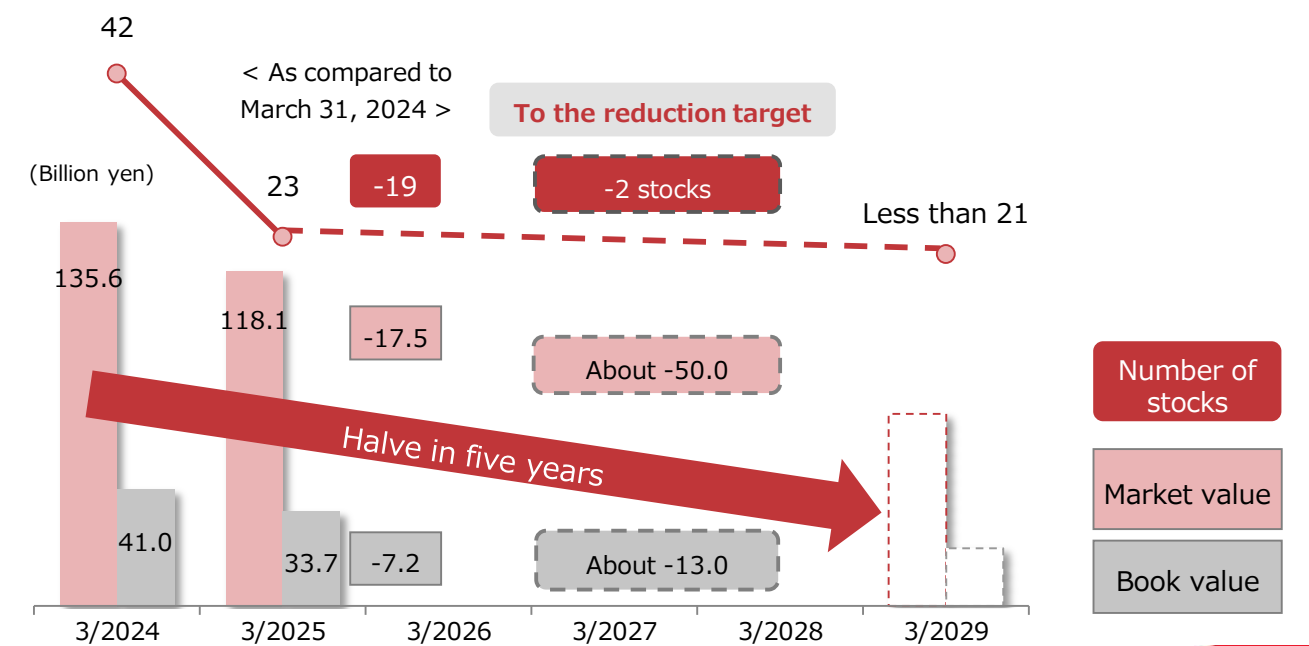 42
< As compared to
March 31, 2024 >
To the reduction target
(Billion yen)
23
-19
-2 stocks
Less than 21
135.6
118.1
-17.5
About -50.0
Number of
stocks
Halve in five years
Market value
41.0
33.7
-7.2
About -13.0
Book value
3/2024
3/2025
3/2026
3/2027
3/2028
3/2029